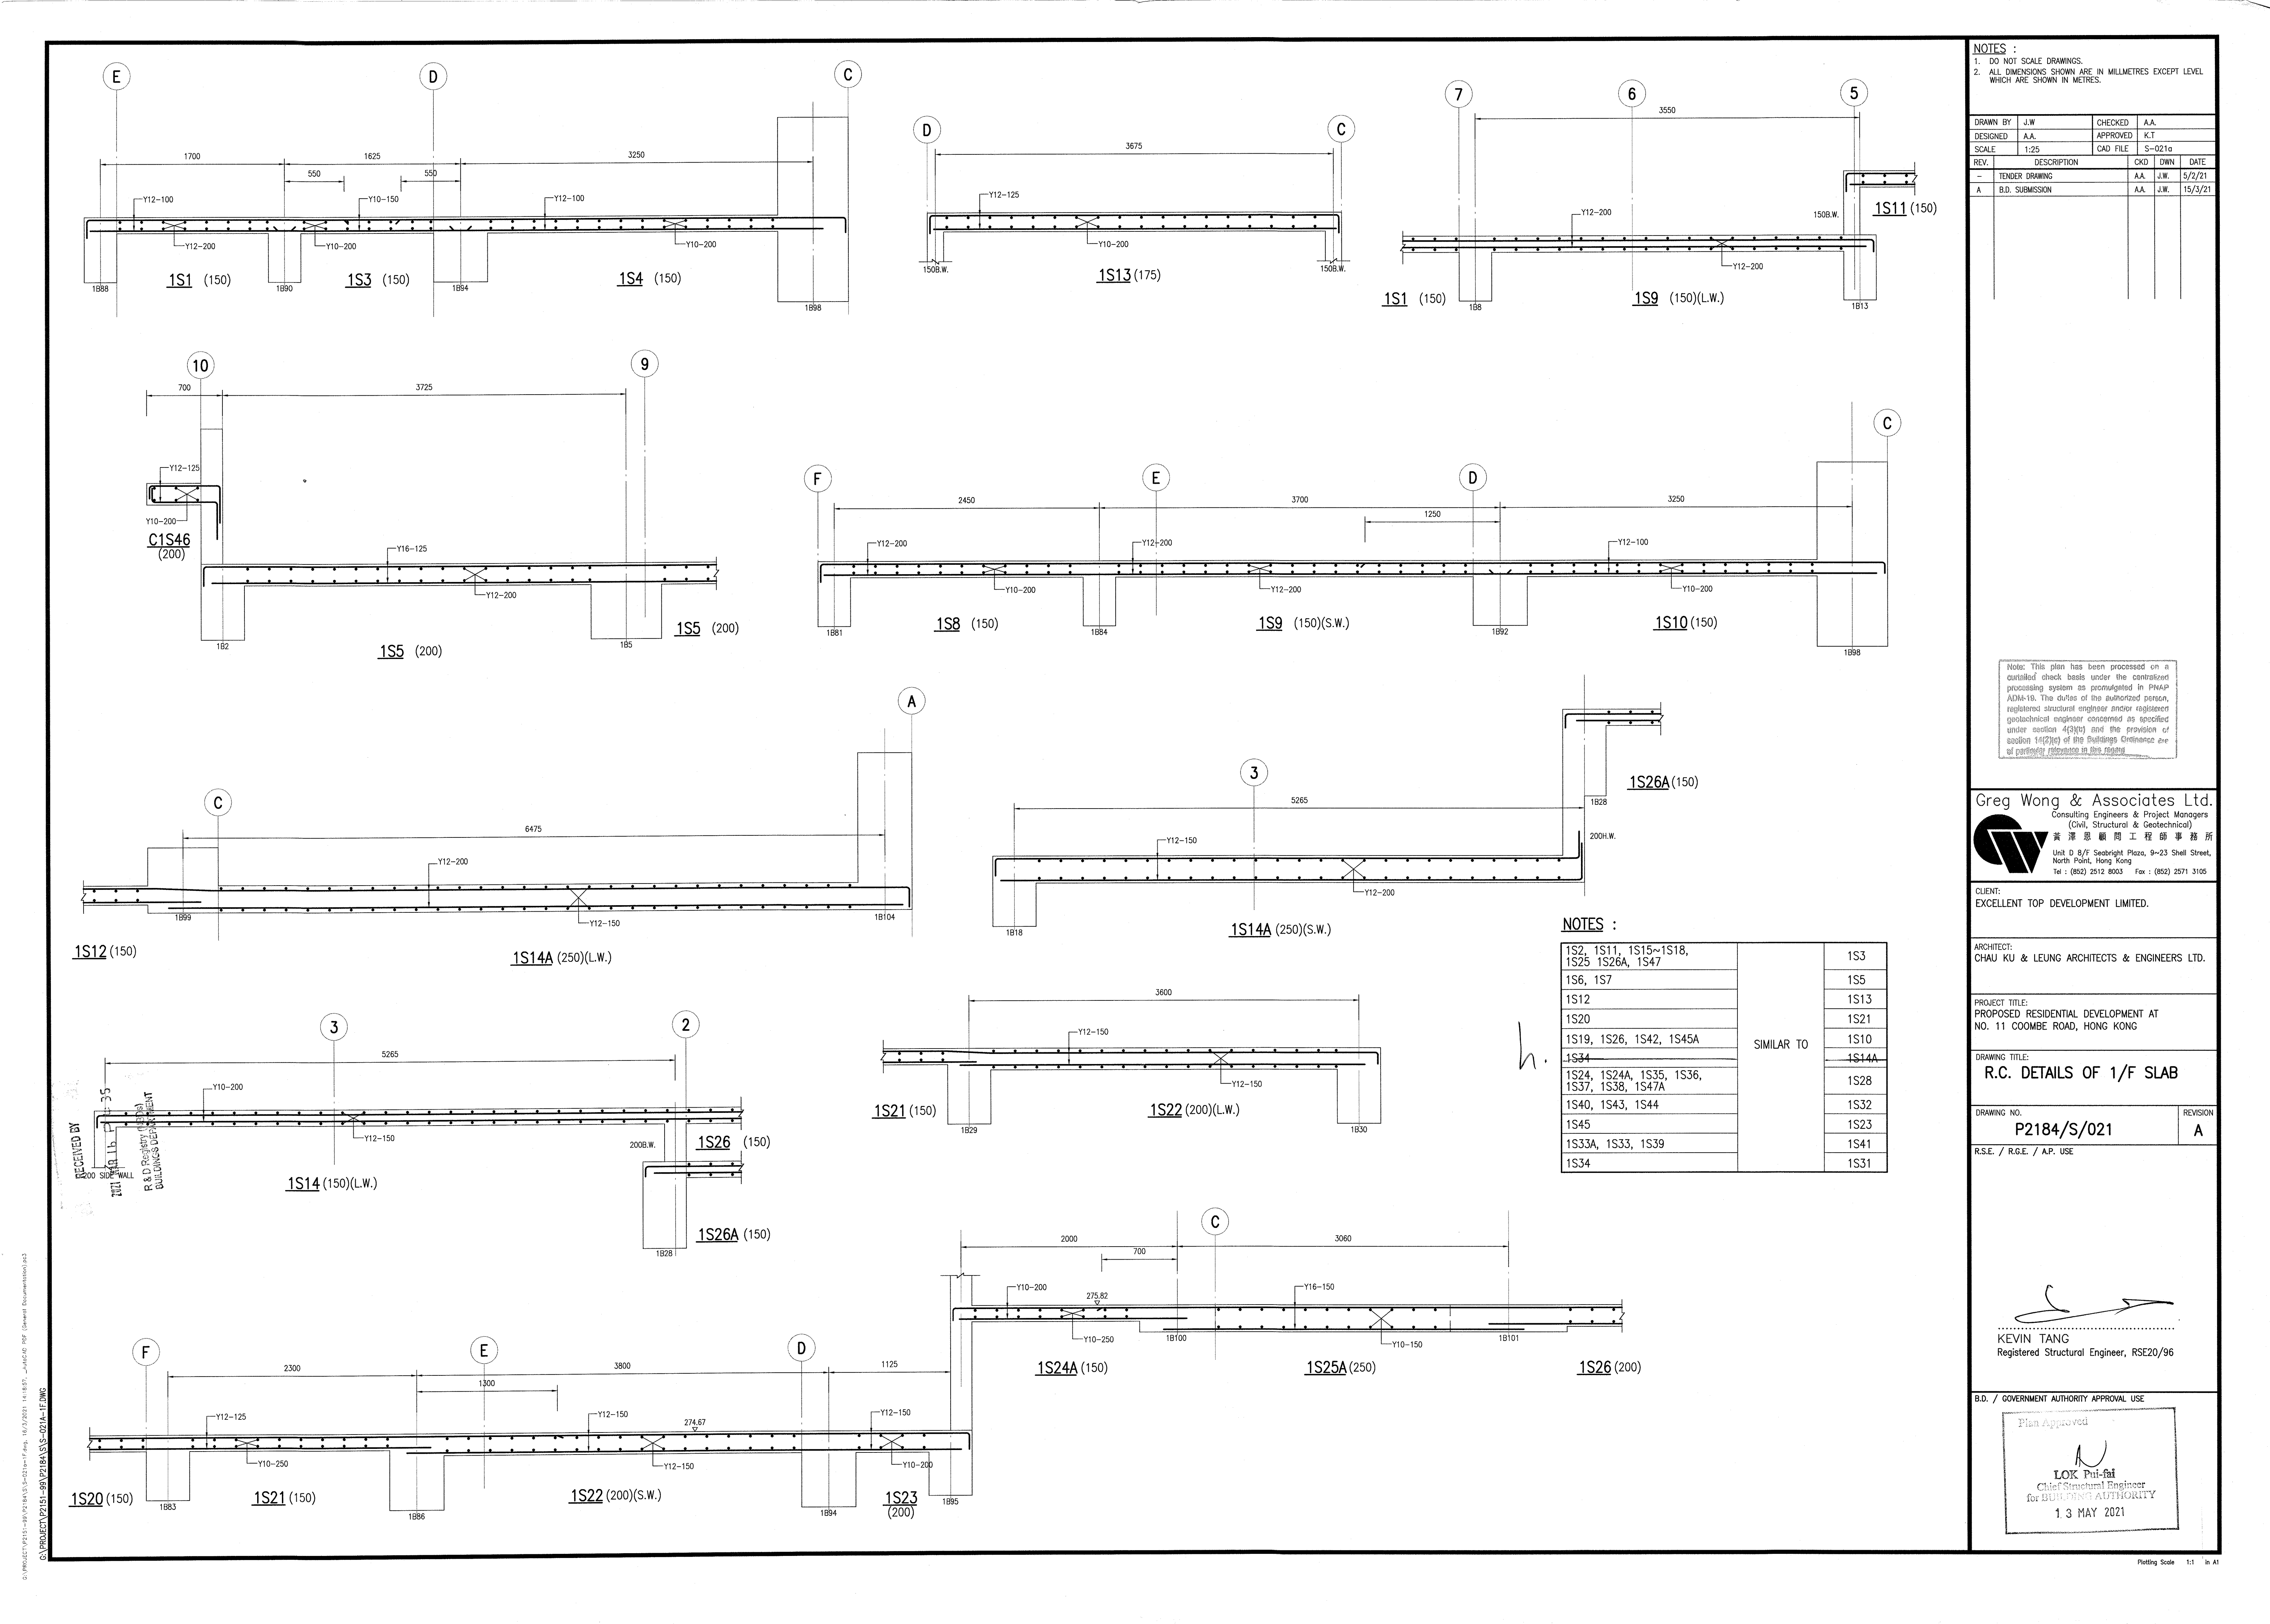 E
D
C
1700
1625
3250
550
550
Y12-100
Y10-150
Y12-100
Y12-200
Y10-200
Y10-200
1B88
1B90
1B94
1B98
1S1 (150)
1S3 (150)
1S4 (150)
D
C
3675
Y12-125
Y10-200
150B.W.
150B.W.
1S13 (175)
7
6
5
3550
150B.W.
1S11 (150)
Y12-200
Y12-200
1S1 (150)
1B8
1S9 (150)(L.W.)
1B13
10
9
700
3725
Y12-125
Y10-200
C1S46
(200)
Y16-125
Y12-200
1B2
1B5
1S5 (200)
1S5 (200)
F
E
D
C
2450
3700
3250
1250
Y12-200
Y12-200
Y12-100
Y10-200
Y12-200
Y10-200
1B81
1B84
1B92
1B98
1S8 (150)
1S9 (150)(S.W.)
1S10 (150)
C
A
6475
Y12-200
Y12-150
1B99
1B104
1S12 (150)
1S14A (250)(L.W.)
3
5265
Y12-150
Y12-200
1B18
1B28
200H.W.
1S26A (150)
1S14A (250)(S.W.)
3
2
5265
Y10-200
Y12-150
200 SIDE WALL
200B.W.
1S26 (150)
1S14 (150)(L.W.)
1S26A (150)
1B28
RECEIVED BY
R & D Registry
BUILDINGS DEPARTMENT
3600
Y12-150
Y12-150
1S21 (150)
1B29
1S22 (200)(L.W.)
1B30
NOTES :
1S2, 1S11, 1S15~1S18,
1S25 1S26A, 1S47
1S3
1S6, 1S7
1S5
1S12
1S13
1S20
1S21
1S19, 1S26, 1S42, 1S45A
SIMILAR TO
1S10
1S34
1S14A
1S24, 1S24A, 1S35, 1S36,
1S37, 1S38, 1S47A
1S28
1S40, 1S43, 1S44
1S32
1S45
1S23
1S33A, 1S33, 1S39
1S41
1S34
1S31
h.
F
E
D
C
2300
3800
1125
1300
2000
3060
700
Y12-125
Y12-150
274.67
Y12-150
Y10-250
Y12-150
Y10-200
1S20 (150)
1B83
1S21 (150)
1B86
1S22 (200)(S.W.)
1B94
1S23
(200)
1B95
Y10-200
275.82
Y16-150
Y10-250
1B100
Y10-150
1B101
1S24A (150)
1S25A (250)
1S26 (200)
NOTES :
1. DO NOT SCALE DRAWINGS.
2. ALL DIMENSIONS SHOWN ARE IN MILLMETRES EXCEPT LEVEL
WHICH ARE SHOWN IN METRES.
DRAWN BY J.W CHECKED A.A.
DESIGNED A.A. APPROVED K.T
SCALE 1:25 CAD FILE S-021a
REV. DESCRIPTION CKD DWN DATE
- TENDER DRAWING A.A. J.W. 5/2/21
A B.D. SUBMISSION A.A. J.W. 15/3/21
Note: This plan has been processed on a
curtailed check basis under the centralized
processing system as promulgated in PNAP
ADM-19. The duties of the authorized person,
registered structural engineer and/or registered
geotechnical engineer concerned as specified
under section 4(3)(b) and the provision of
section 14(2)(c) of the Buildings Ordinance are
of particular relevance in this regard
Greg Wong & Associates Ltd.
Consulting Engineers & Project Managers
(Civil, Structural & Geotechnical)
黃澤恩顧問工程師事務所
Unit D 8/F Seabright Plaza, 9~23 Shell Street,
North Point, Hong Kong
Tel : (852) 2512 8003 Fax : (852) 2571 3105
CLIENT:
EXCELLENT TOP DEVELOPMENT LIMITED.
ARCHITECT:
CHAU KU & LEUNG ARCHITECTS & ENGINEERS LTD.
PROJECT TITLE:
PROPOSED RESIDENTIAL DEVELOPMENT AT
NO. 11 COOMBE ROAD, HONG KONG
DRAWING TITLE:
R.C. DETAILS OF 1/F SLAB
DRAWING NO. REVISION
P2184/S/021 A
R.S.E. / R.G.E. / A.P. USE
KEVIN TANG
Registered Structural Engineer, RSE20/96
B.D. / GOVERNMENT AUTHORITY APPROVAL USE
Plan Approved
LOK Pui-fai
Chief Structural Engineer
for BUILDING AUTHORITY
13 MAY 2021
Plotting Scale 1:1 in A1
G:\PROJECT\P2151-99\P2184\S\S-021A-1F.DWG